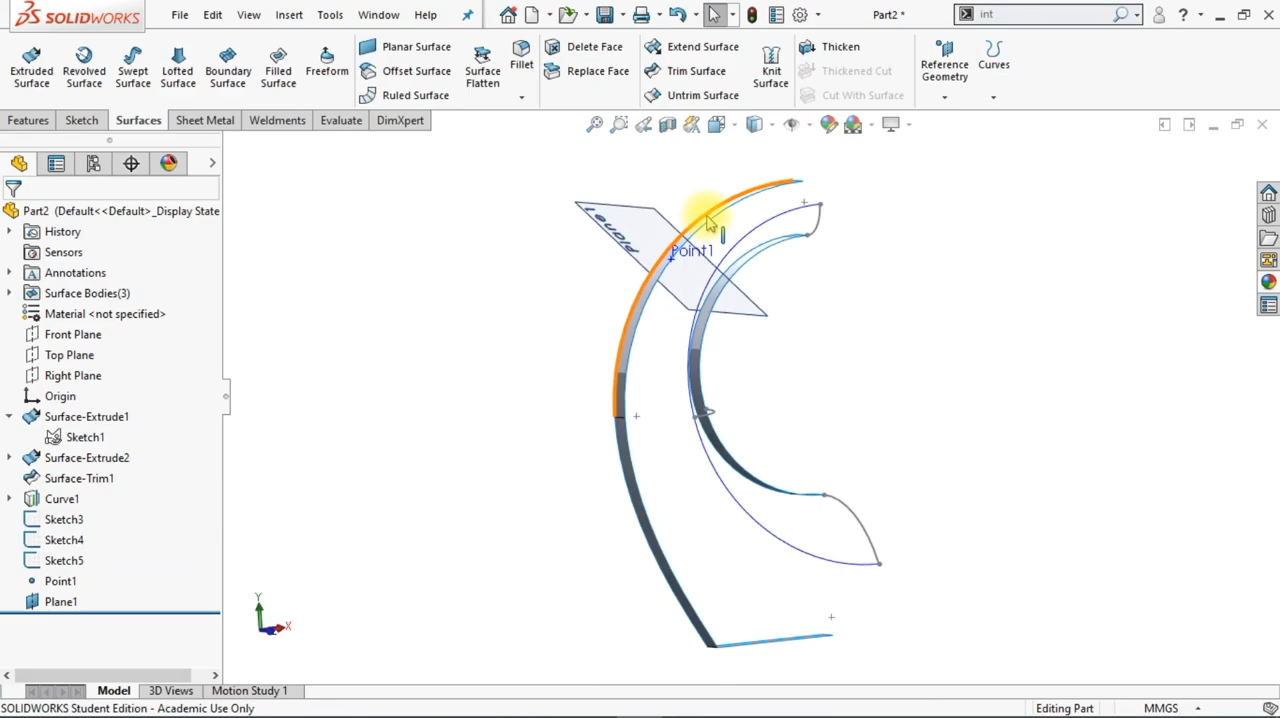 3S SOLIDWORKS File Edit View Insert Tools Window Help Part2 * int ?
Extruded Surface Revolved Surface Swept Surface Lofted Surface Boundary Surface Filled Surface Freeform
Planar Surface
Offset Surface
Ruled Surface
Surface Flatten
Fillet
Delete Face
Replace Face
Extend Surface
Trim Surface
Untrim Surface
Knit Surface
Thicken
Thickened Cut
Cut With Surface
Reference Geometry
Curves
Features Sketch Surfaces Sheet Metal Weldments Evaluate DimXpert
Part2 (Default<<Default>_Display State
History
Sensors
Annotations
Surface Bodies(3)
Material <not specified>
Front Plane
Top Plane
Right Plane
Origin
Surface-Extrude1
Sketch1
Surface-Extrude2
Surface-Trim1
Curve1
Sketch3
Sketch4
Sketch5
Point1
Plane1
Point1
Y
X
Model 3D Views Motion Study 1
SOLIDWORKS Student Edition - Academic Use Only Editing Part MMGS